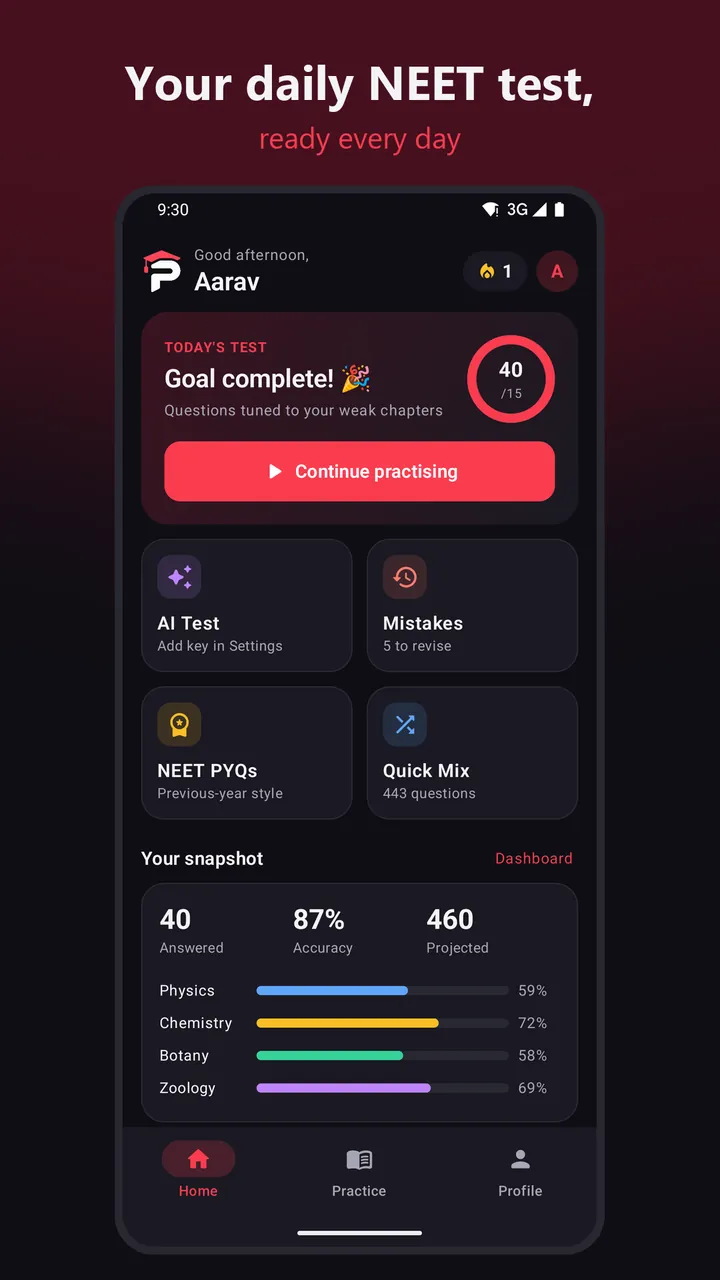 Your daily NEET test,
ready every day
9:30
3G
Good afternoon,
Aarav
1
A
TODAY'S TEST
Goal complete! 🎉
Questions tuned to your weak chapters
40
/15
Continue practising
AI Test
Add key in Settings
Mistakes
5 to revise
NEET PYQs
Previous-year style
Quick Mix
443 questions
Your snapshot
Dashboard
40
Answered
87%
Accuracy
460
Projected
Physics 59%
Chemistry 72%
Botany 58%
Zoology 69%
Home
Practice
Profile